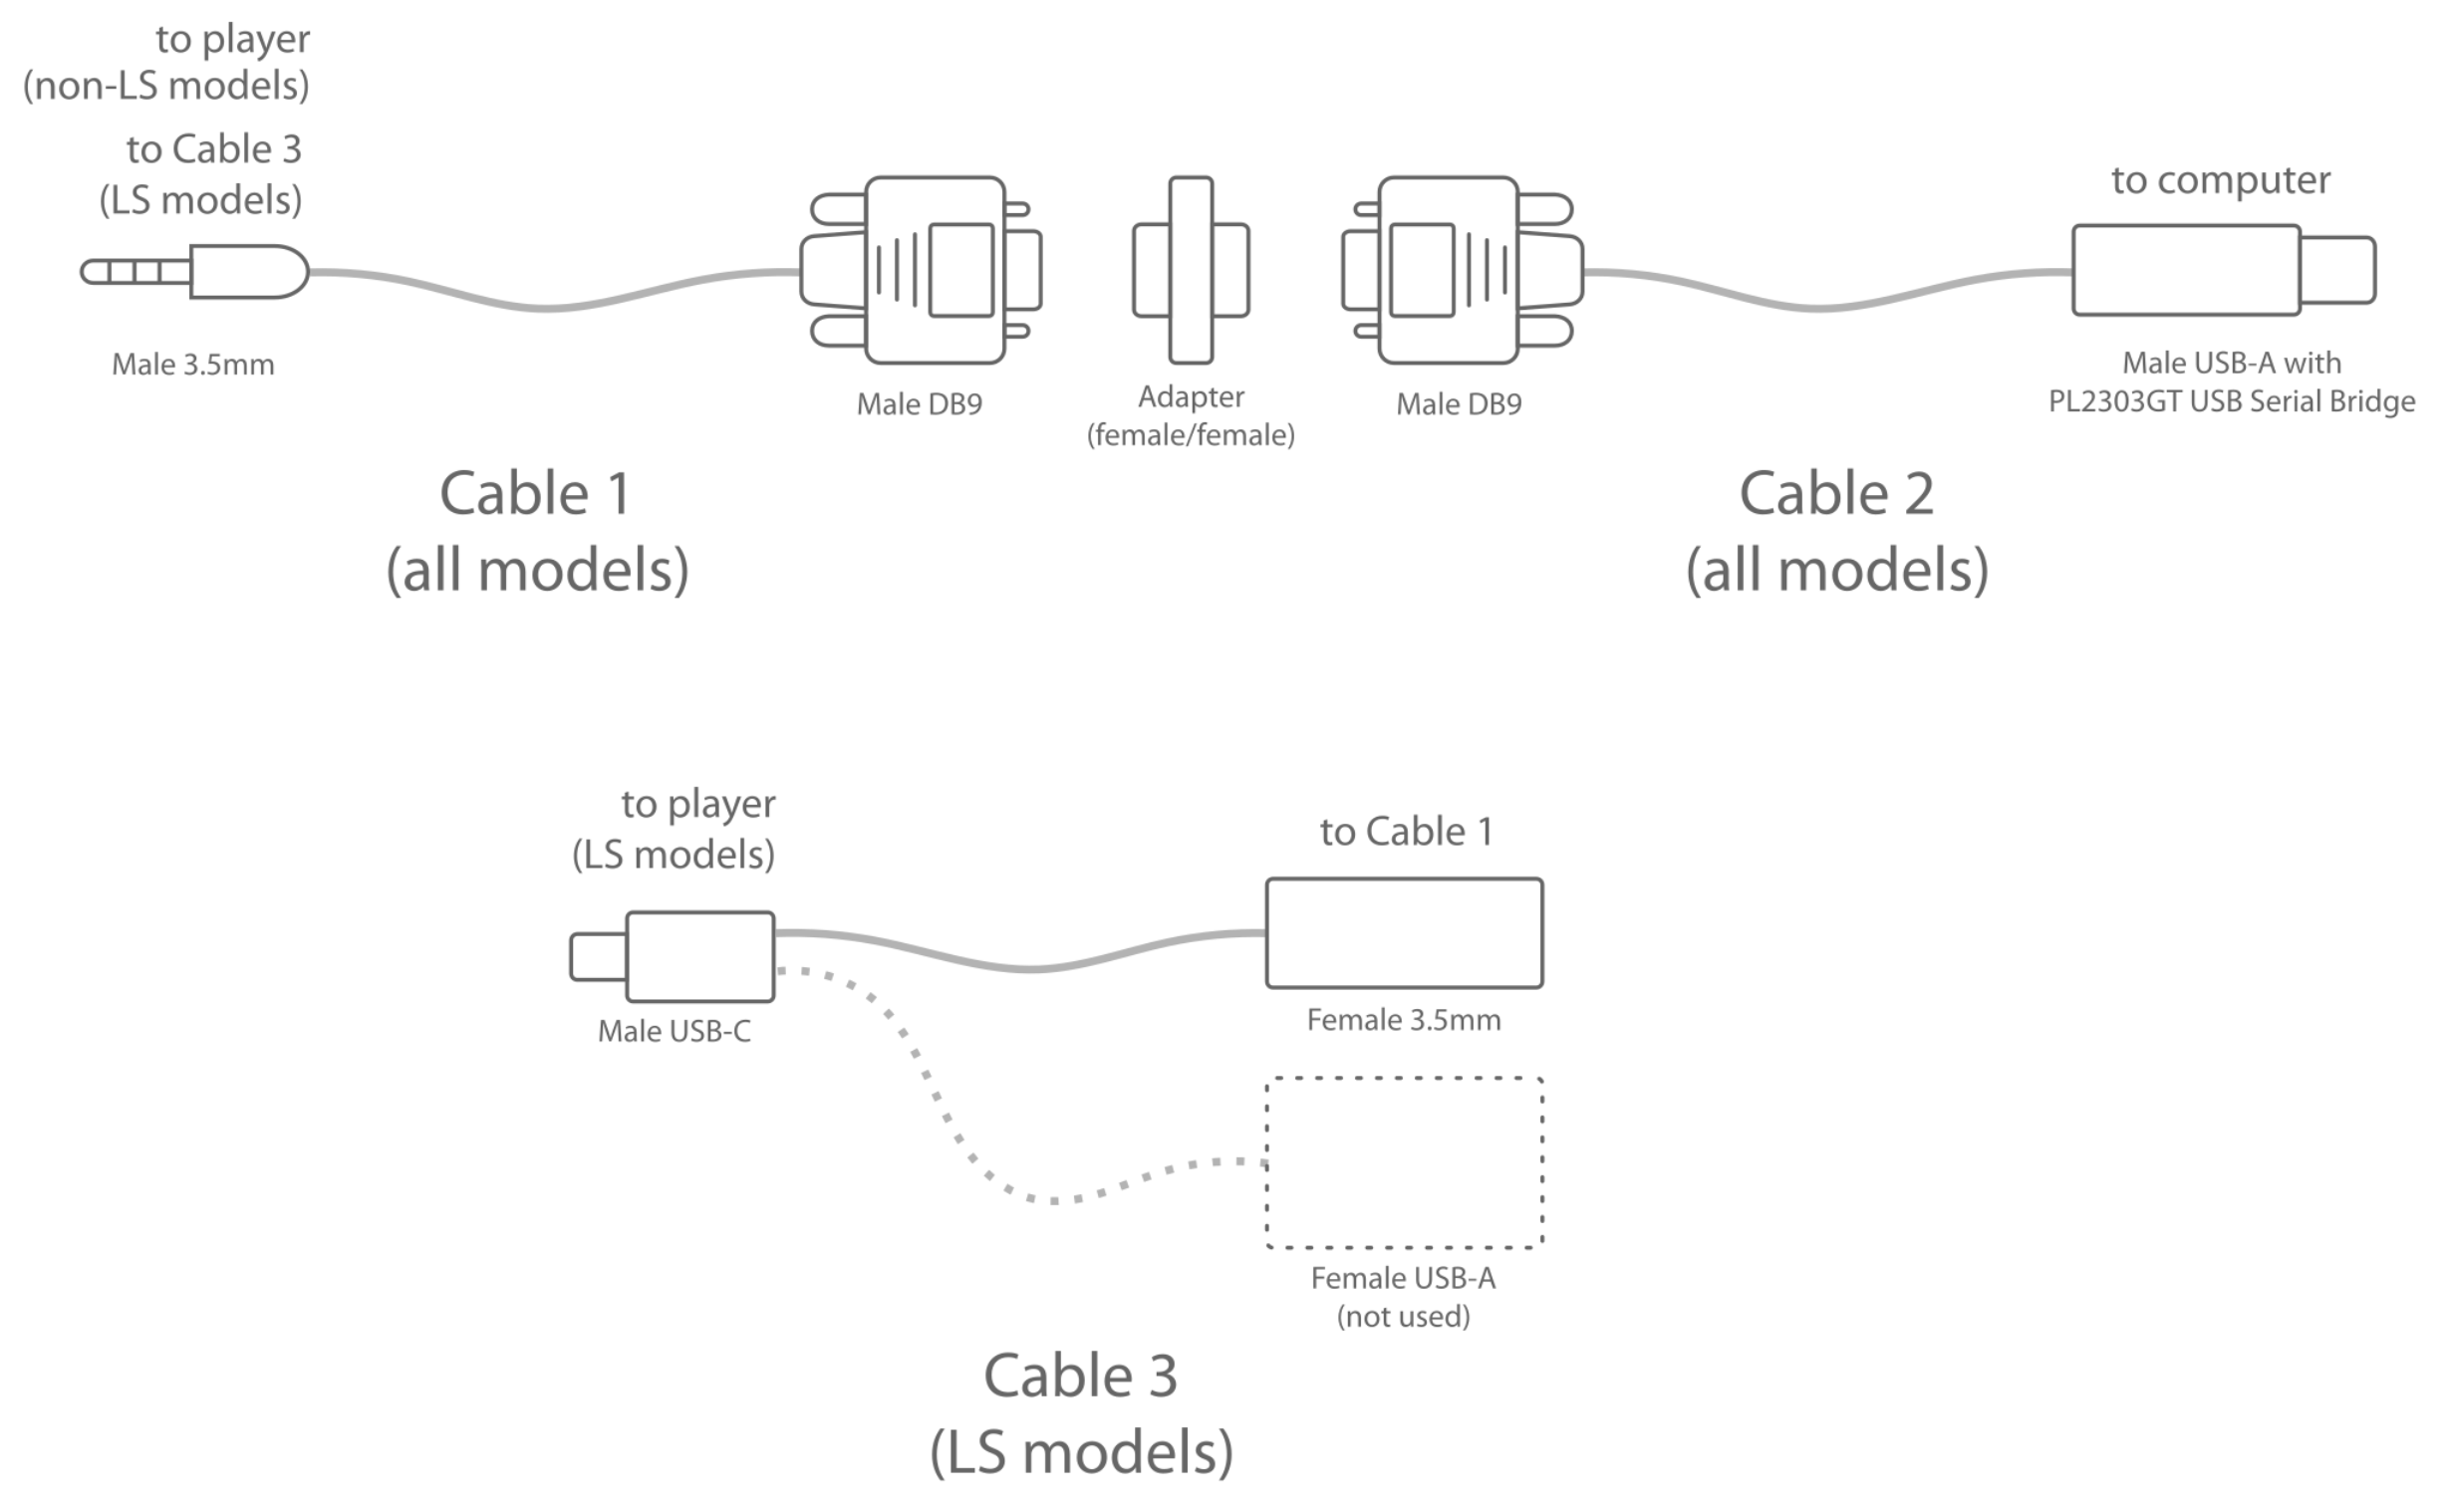 to player
(non-LS models)
to Cable 3
(LS models)
Male 3.5mm
Male DB9
Cable 1
(all models)
Adapter
(female/female)
Male DB9
to computer
Male USB-A with
PL2303GT USB Serial Bridge
Cable 2
(all models)
to player
(LS models)
Male USB-C
to Cable 1
Female 3.5mm
Female USB-A
(not used)
Cable 3
(LS models)